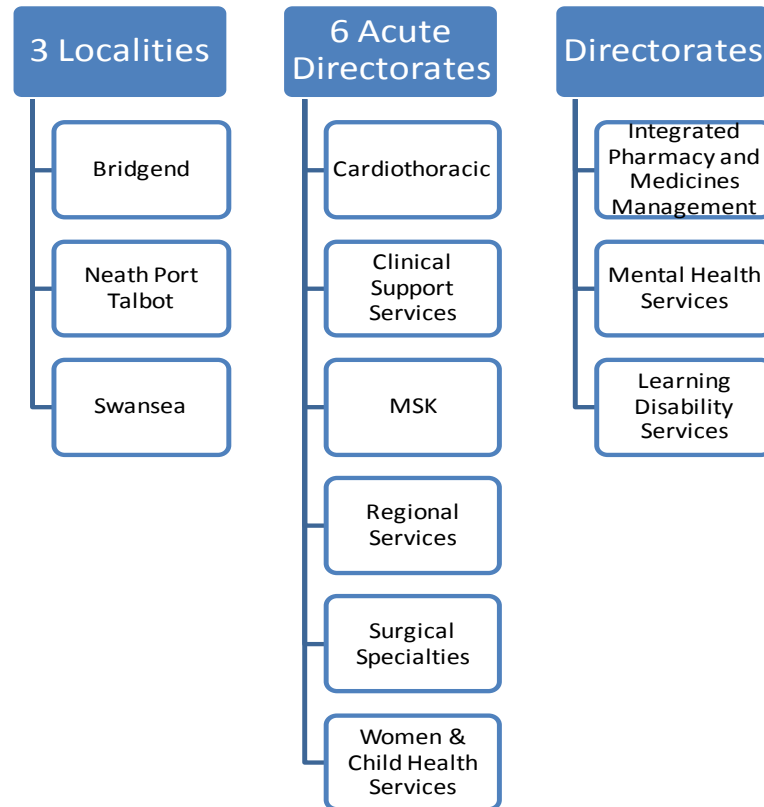 3 Localities
Bridgend
Neath Port
Talbot
Swansea
6 Acute
Directorates
Cardiothoracic
Clinical
Support
Services
MSK
Regional
Services
Surgical
Specialties
Women &
Child Health
Services
Directorates
Integrated
Pharmacy and
Medicines
Management
Mental Health
Services
Learning
Disability
Services